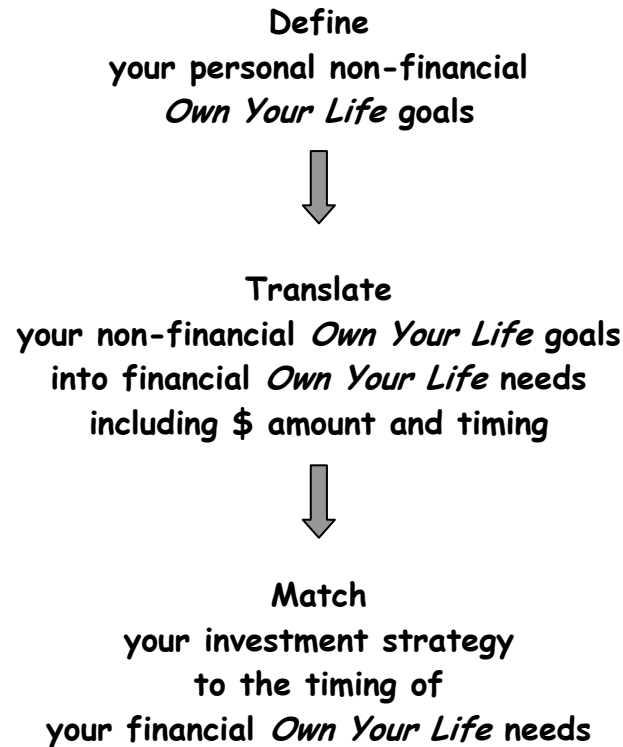 Define
your personal non-financial
Own Your Life goals
Translate
your non-financial Own Your Life goals
into financial Own Your Life needs
including $ amount and timing
Match
your investment strategy
to the timing of
your financial Own Your Life needs